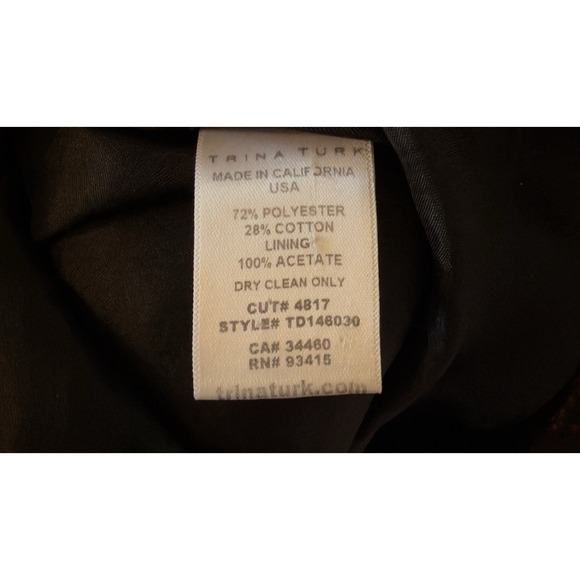 TRINA TURK
MADE IN CALIFORNIA
USA
72% POLYESTER
28% COTTON
LINING
100% ACETATE
DRY CLEAN ONLY
CUT# 4817
STYLE# TD146030
CA# 34460
RN# 93415
trinaturk.com